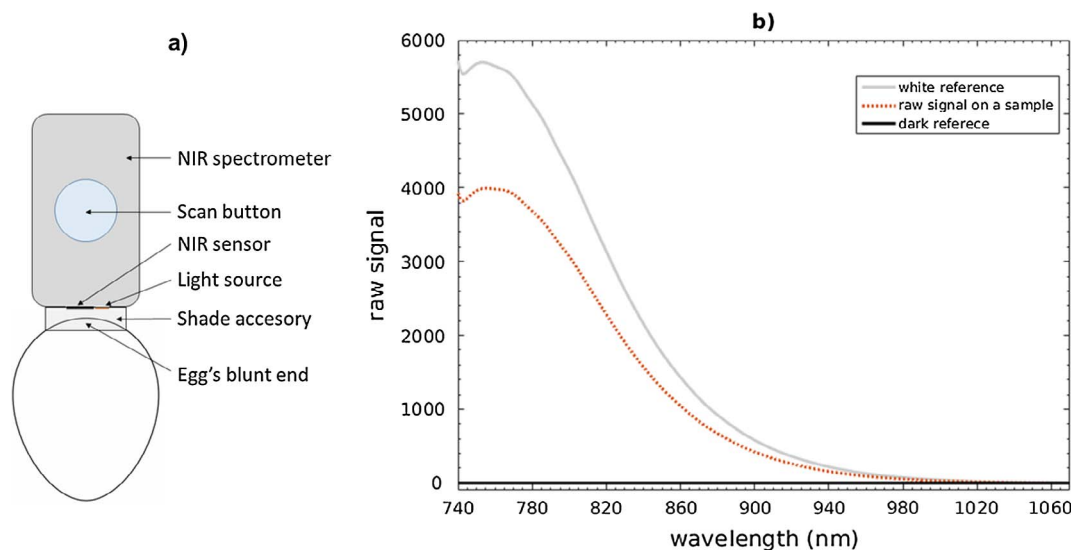 a)
NIR spectrometer
Scan button
NIR sensor
Light source
Shade accesory
Egg's blunt end
b)
6000
5000
4000
3000
2000
1000
0
raw signal
white reference
raw signal on a sample
dark referece
740 780 820 860 900 940 980 1020 1060
wavelength (nm)